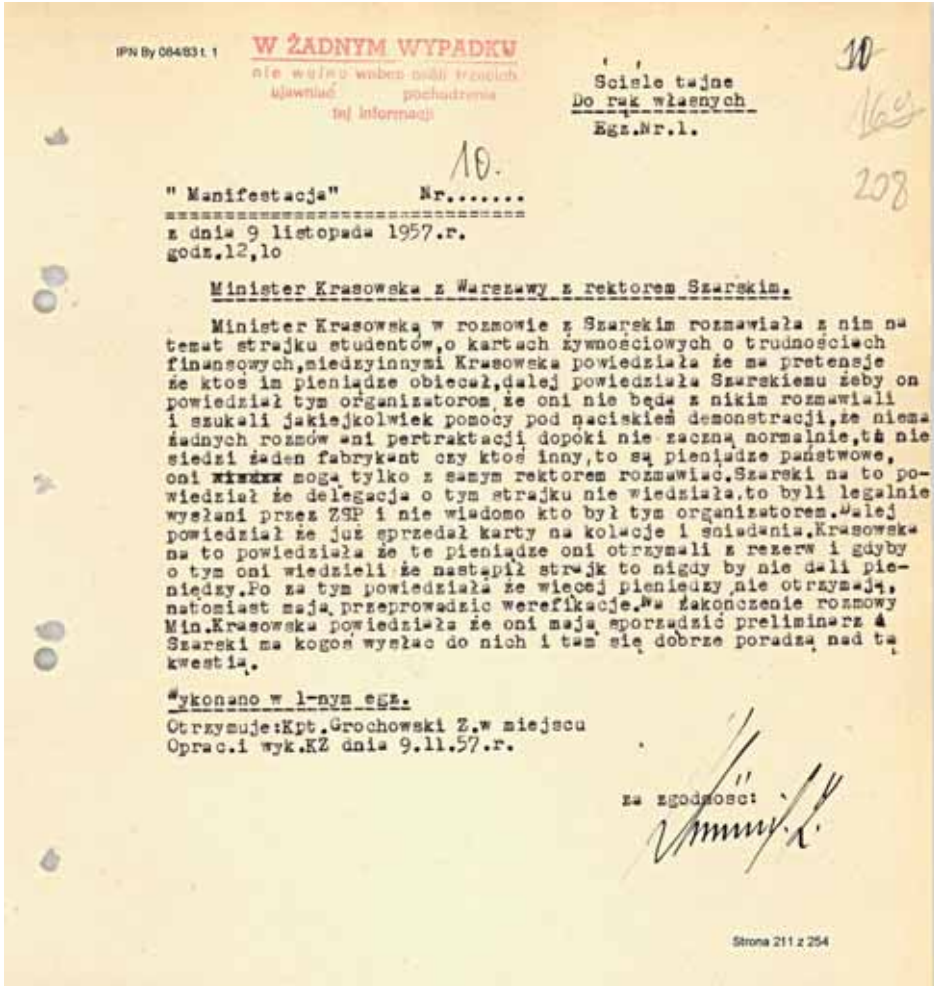 IPN By 084/83 t. 1
W ŻADNYM WYPADKU
nie wolno wobec osób trzecich
ujawniać pochodzenia
tej informacji
10
Ściśle tajne
Do rąk własnych
Egz.Nr.1.
169
208
10.
" Manifestacja" Nr.......
z dnia 9 listopada 1957.r.
godz.12,10
Minister Krasowska z Warszawy z rektorem Szarskim.
Minister Krasowską w rozmowie z Szarskim rozmawiała z nim na
temat strajku studentów,o kartach żywnościowych o trudnościach
finansowych,miedzyinnymi Krasowska powiedziała że ma pretensje
że ktoś im pieniądze obiecał,dalej powiedziała Szarskiemu żeby on
powiedział tym organizatorom że oni nie będą z nikim rozmawiali
i szukali jakiejkolwiek pomocy pod naciskiem demonstracji,że niema
żadnych rozmów ani pertraktacji dopóki nie zaczną normalnie,tu nie
siedzi żaden fabrykant czy ktoś inny,to są pieniądze państwowe,
oni mogą tylko z samym rektorem rozmawiać.Szarski na to po-
wiedział że delegacja o tym strajku nie wiedziała.to byli legalnie
wysłani przez ZSP i nie wiadomo kto był tym organizatorem.Dalej
powiedział że już sprzedał karty na kolacje i śniadania.Krasowska
na to powiedziała że te pieniądze oni otrzymali z rezerw i gdyby
o tym oni wiedzieli że nastąpił strajk to nigdy by nie dali pie-
niędzy.Po za tym powiedziała że więcej pieniędzy nie otrzymają,
natomiast mają przeprowadzic werefikacje.Na zakończenie rozmowy
Min.Krasowska powiedziała że oni mają sporządzić preliminarz i
Szarski ma kogoś wysłac do nich i tam się dobrze poradzą nad tą
kwestią.
Wykonano w 1-nym egz.
Otrzymuje:Kpt.Grochowski Z.w miejscu
Oprac.i wyk.KZ dnia 9.11.57.r.
za zgodność:
Strona 211 z 254